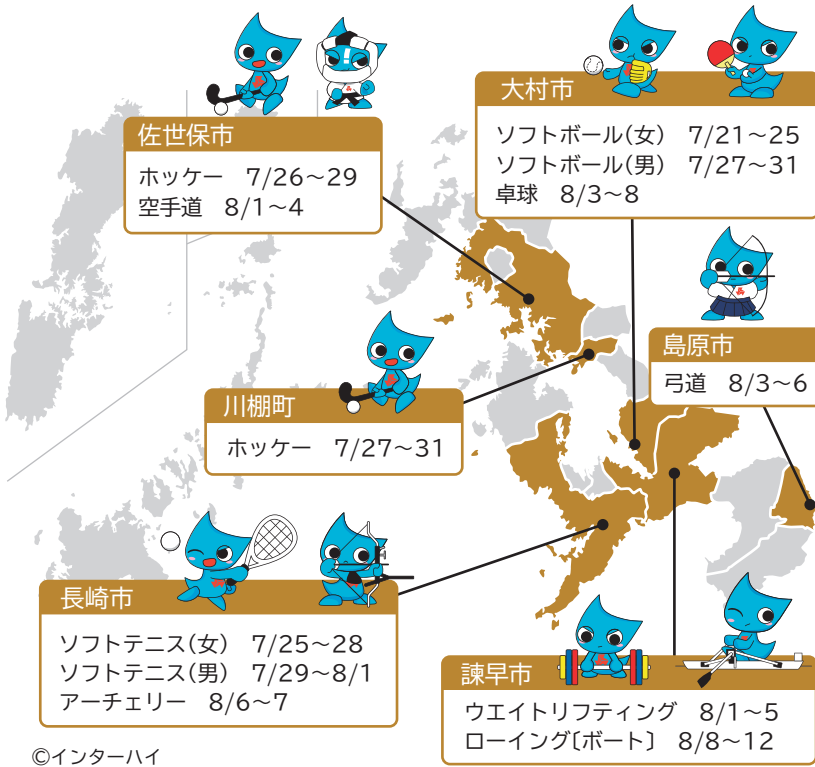 佐世保市
ホッケー 7/26～29
空手道 8/1～4
大村市
ソフトボール(女) 7/21～25
ソフトボール(男) 7/27～31
卓球 8/3～8
島原市
弓道 8/3～6
川棚町
ホッケー 7/27～31
長崎市
ソフトテニス(女) 7/25～28
ソフトテニス(男) 7/29～8/1
アーチェリー 8/6～7
諫早市
ウエイトリフティング 8/1～5
ローイング〔ボート〕 8/8～12
©インターハイ